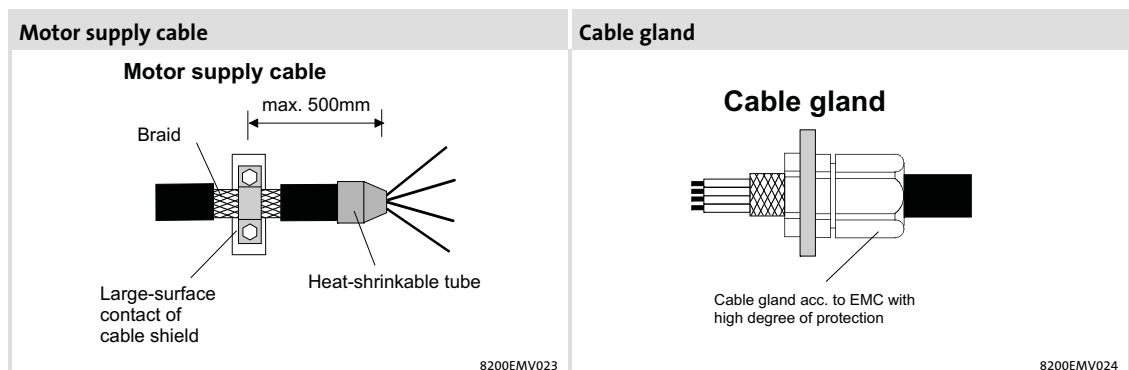 Motor supply cable
Motor supply cable
max. 500mm
Braid
Large-surface
contact of
cable shield
Heat-shrinkable tube
8200EMV023
Cable gland
Cable gland
Cable gland acc. to EMC with
high degree of protection
8200EMV024